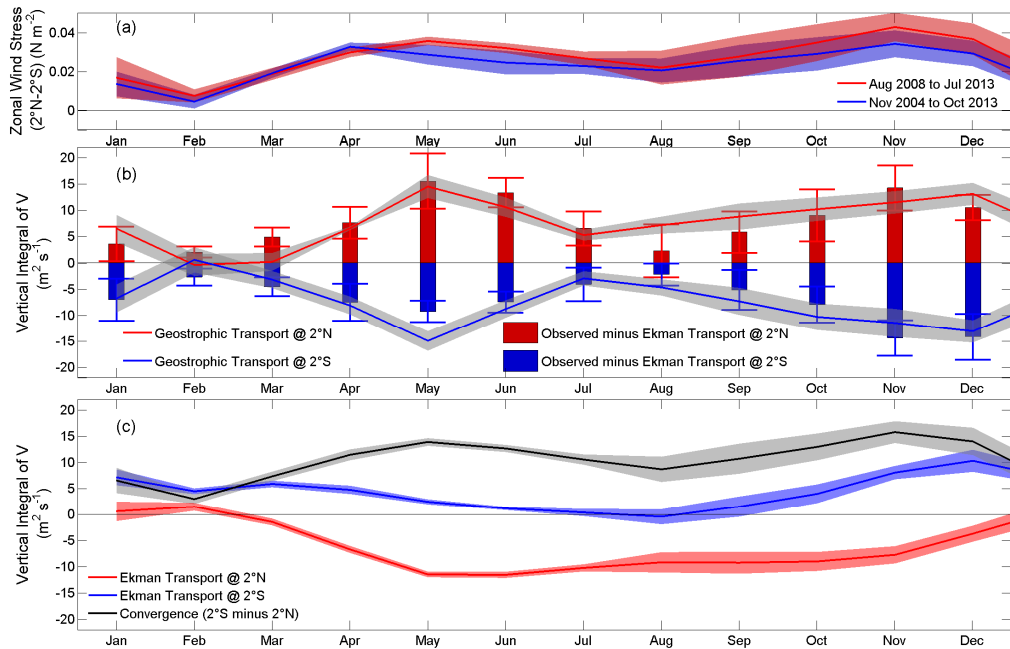 (a)
Zonal Wind Stress
(2°N-2°S) (N m-2)
0.04
0.02
0
Aug 2008 to Jul 2013
Nov 2004 to Oct 2013
Jan Feb Mar Apr May Jun Jul Aug Sep Oct Nov Dec
(b)
Vertical Integral of V
(m2 s-1)
20
15
10
5
0
-5
-10
-15
-20
Geostrophic Transport @ 2°N
Observed minus Ekman Transport @ 2°N
Geostrophic Transport @ 2°S
Observed minus Ekman Transport @ 2°S
Jan Feb Mar Apr May Jun Jul Aug Sep Oct Nov Dec
(c)
Vertical Integral of V
(m2 s-1)
20
15
10
5
0
-5
-10
-15
-20
Ekman Transport @ 2°N
Ekman Transport @ 2°S
Convergence (2°S minus 2°N)
Jan Feb Mar Apr May Jun Jul Aug Sep Oct Nov Dec